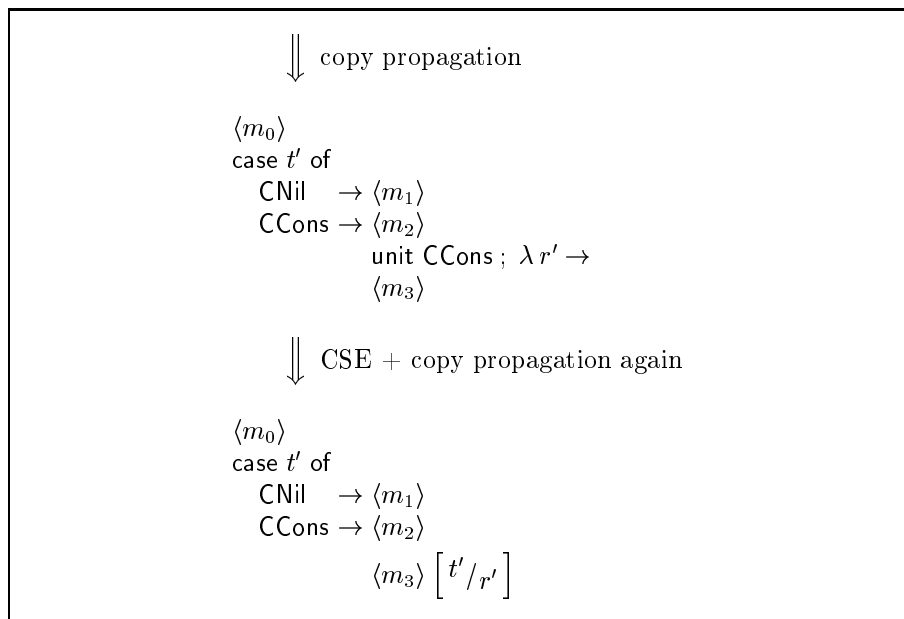 ⇓ copy propagation
⟨m₀⟩
case t′ of
CNil → ⟨m₁⟩
CCons → ⟨m₂⟩
unit CCons ; λ r′ →
⟨m₃⟩
⇓ CSE + copy propagation again
⟨m₀⟩
case t′ of
CNil → ⟨m₁⟩
CCons → ⟨m₂⟩
⟨m₃⟩ [ t′/r′ ]